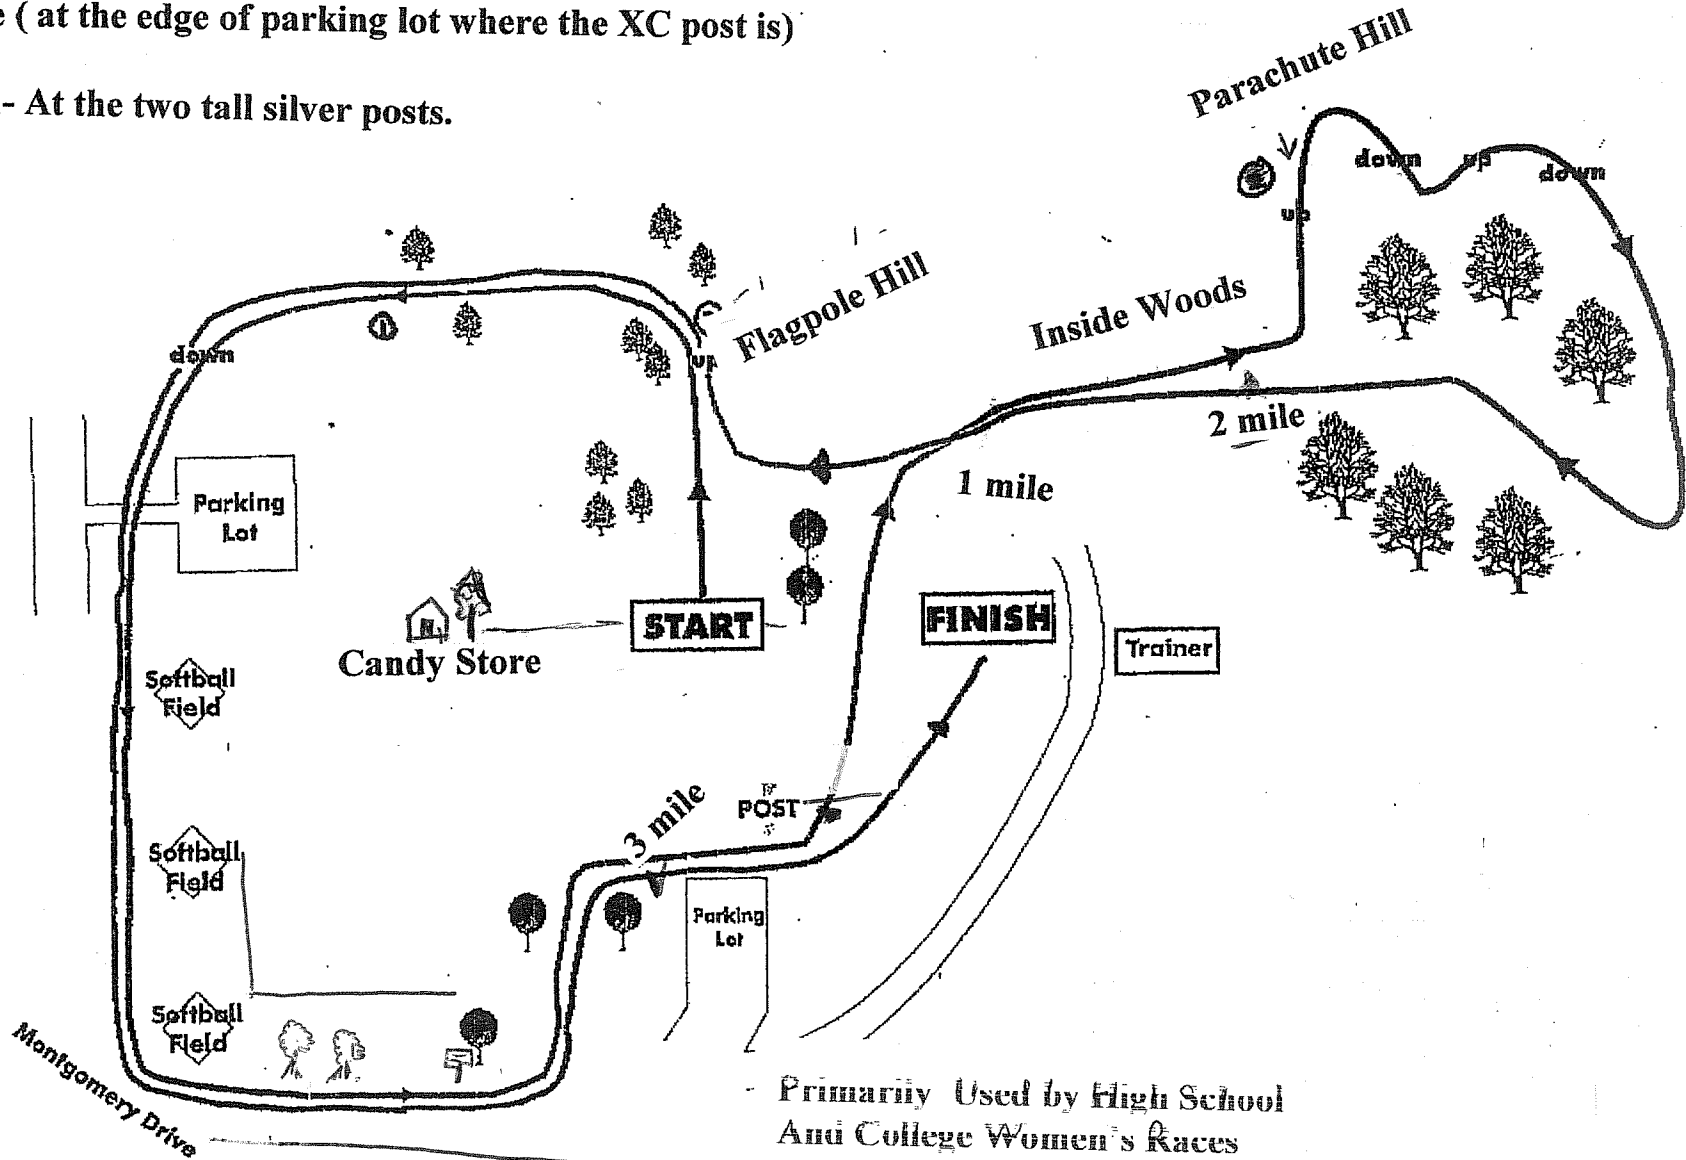 ( at the edge of parking lot where the XC post is)
- At the two tall silver posts.
Parachute Hill
down
up
down
up
Flagpole Hill
Inside Woods
up
down
2 mile
1 mile
Parking
Lot
START
FINISH
Trainer
Candy Store
Softball
Field
3 mile
POST
Softball
Field
Parking
Lot
Softball
Field
Montgomery Drive
- Primarily Used by High School
And College Women's Races